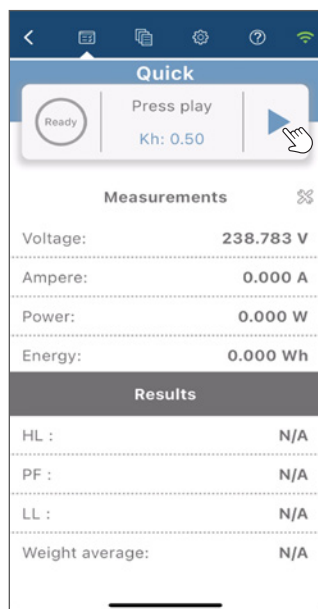 Quick
Ready
Press play
Kh: 0.50
Measurements
Voltage: 238.783 V
Ampere: 0.000 A
Power: 0.000 W
Energy: 0.000 Wh
Results
HL : N/A
PF : N/A
LL : N/A
Weight average: N/A